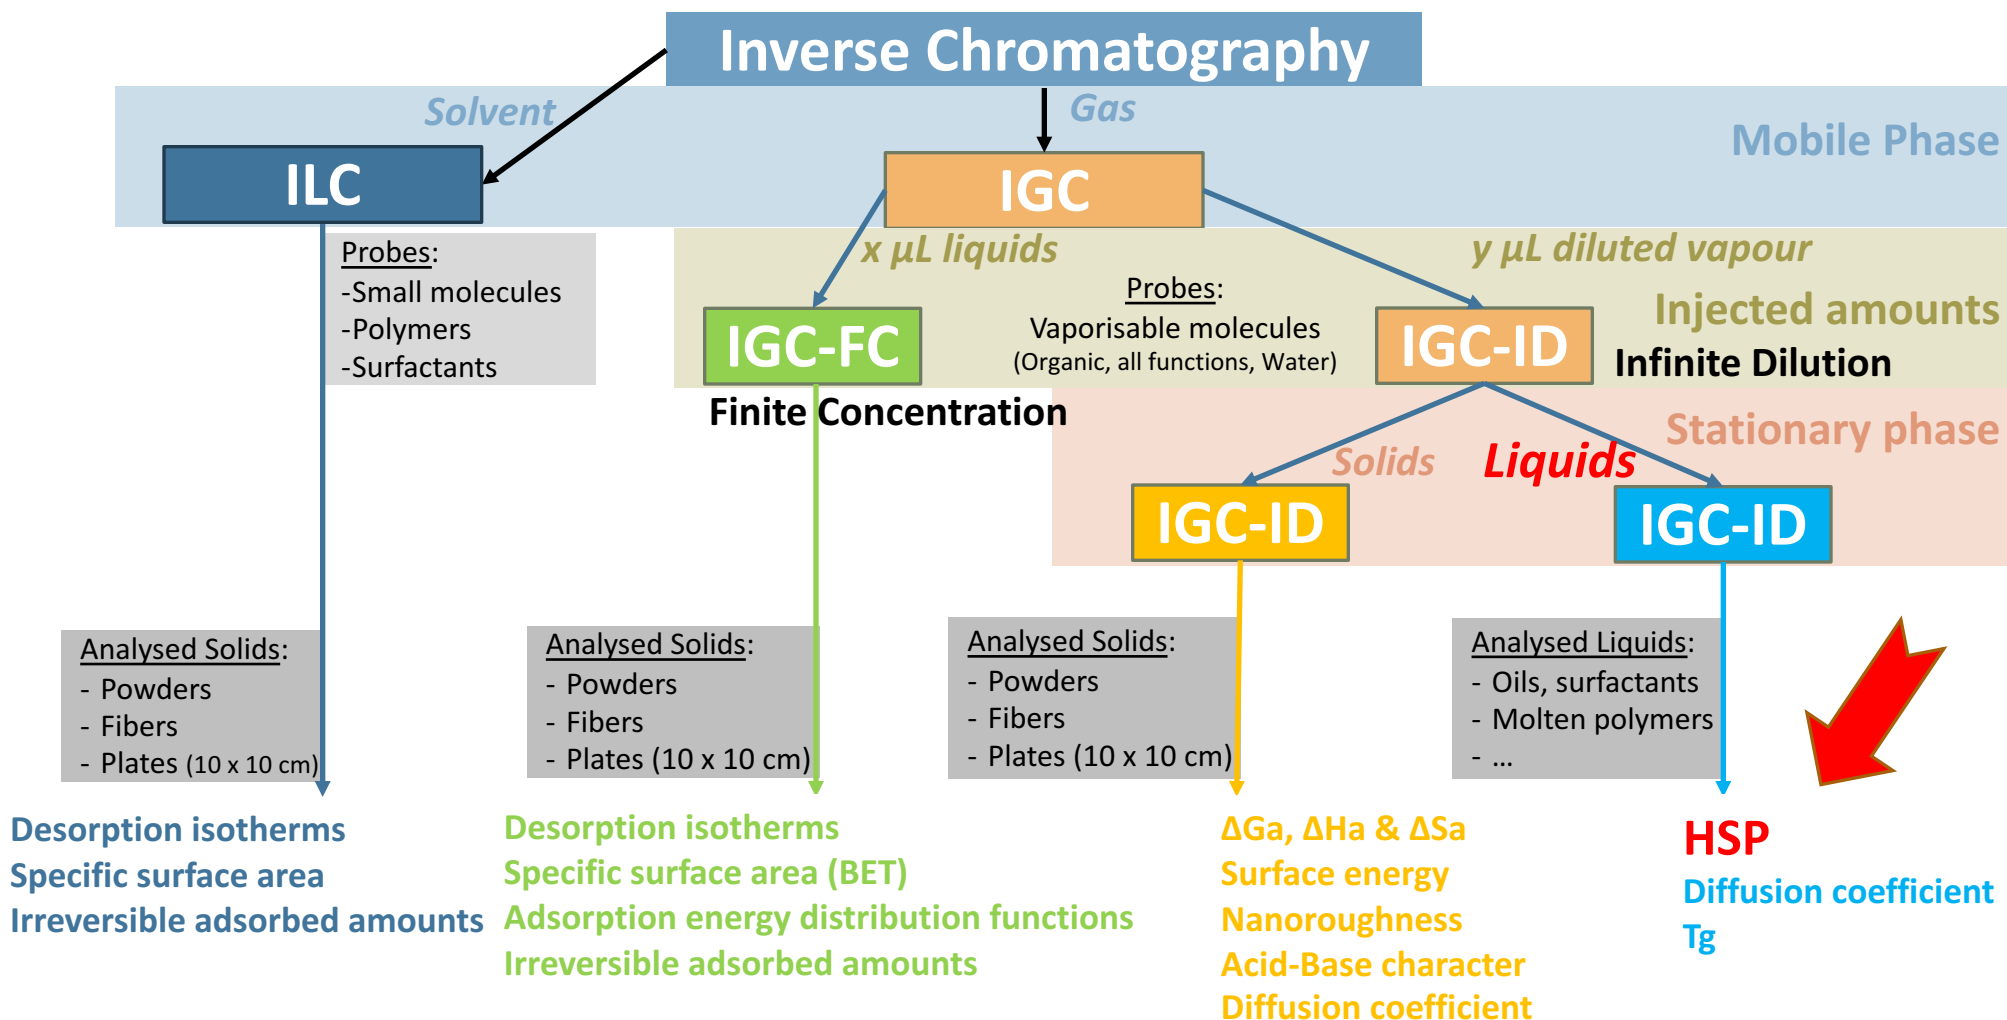 Inverse Chromatography
Solvent
Gas
Mobile Phase
ILC
IGC
Probes:
-Small molecules
-Polymers
-Surfactants
x µL liquids
y µL diluted vapour
Probes:
Vaporisable molecules
(Organic, all functions, Water)
Injected amounts
IGC-FC
IGC-ID
Infinite Dilution
Finite Concentration
Stationary phase
Solids
Liquids
IGC-ID
IGC-ID
Analysed Solids:
- Powders
- Fibers
- Plates (10 x 10 cm)
Analysed Solids:
- Powders
- Fibers
- Plates (10 x 10 cm)
Analysed Solids:
- Powders
- Fibers
- Plates (10 x 10 cm)
Analysed Liquids:
- Oils, surfactants
- Molten polymers
- ...
Desorption isotherms
Specific surface area
Irreversible adsorbed amounts
Desorption isotherms
Specific surface area (BET)
Adsorption energy distribution functions
Irreversible adsorbed amounts
ΔGa, ΔHa & ΔSa
Surface energy
Nanoroughness
Acid-Base character
Diffusion coefficient
HSP
Diffusion coefficient
Tg